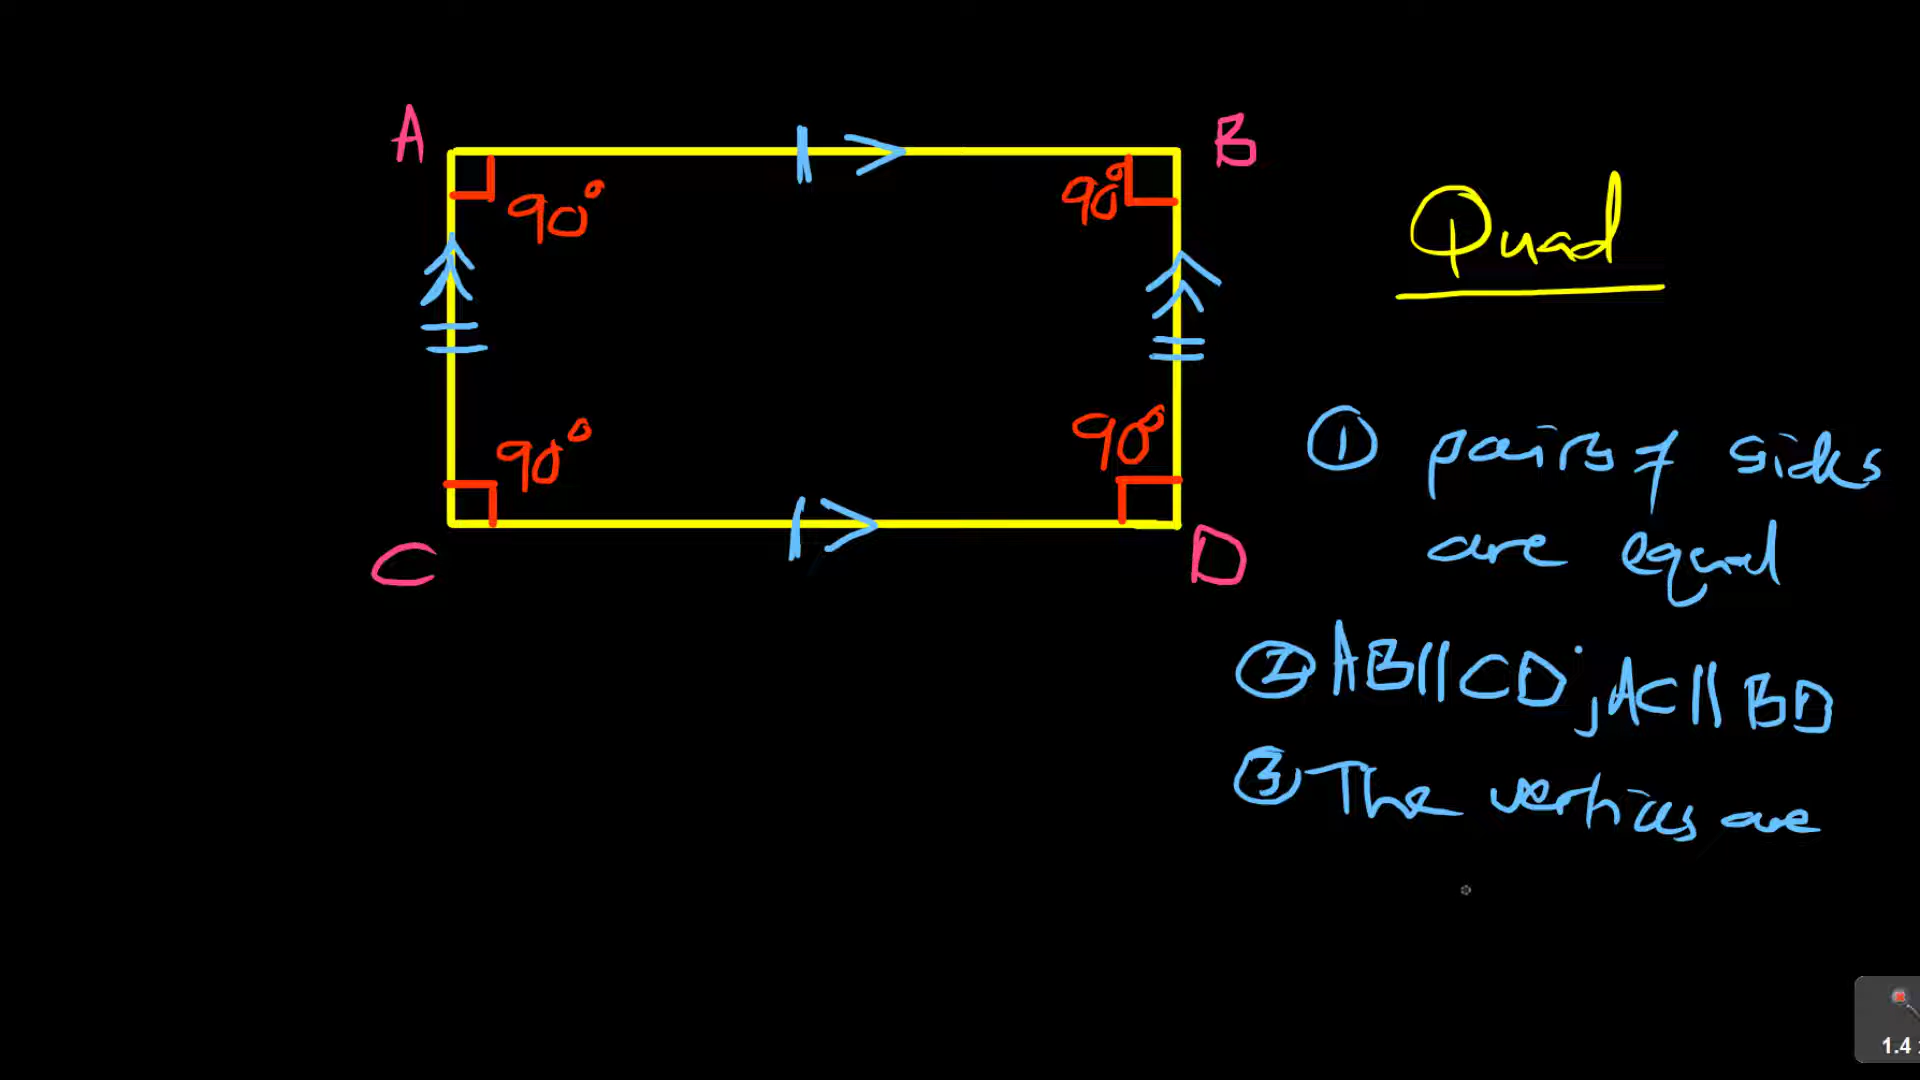 A
B
90°
90°
Quad
90°
90°
① pairs of sides
are equal
C
D
② AB||CD ; AC||BD
③ The vertices are
1.4